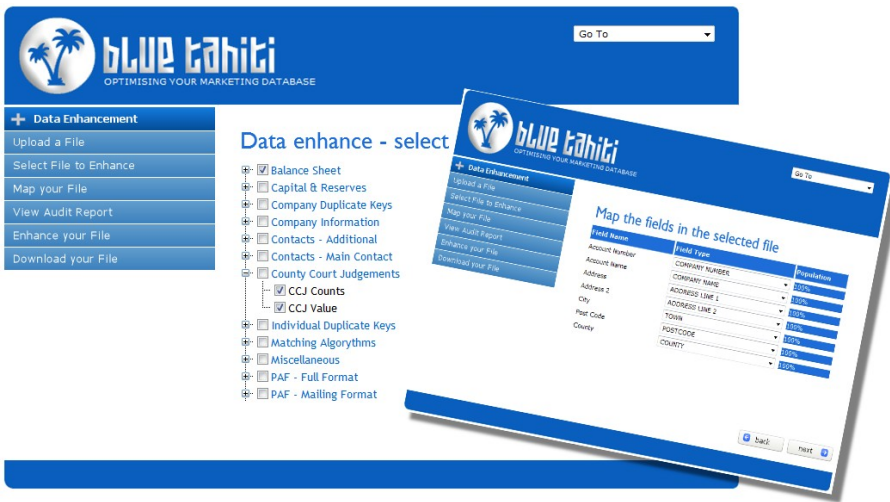 blue tahiti
OPTIMISING YOUR MARKETING DATABASE
Go To
Data Enhancement
Upload a File
Select File to Enhance
Map your File
View Audit Report
Enhance your File
Download your File
Data enhance - select
Balance Sheet
Capital & Reserves
Company Duplicate Keys
Company Information
Contacts - Additional
Contacts - Main Contact
County Court Judgements
CCJ Counts
CCJ Value
Individual Duplicate Keys
Matching Algorythms
Miscellaneous
PAF - Full Format
PAF - Mailing Format
blue tahiti
OPTIMISING YOUR MARKETING DATABASE
Go To
Data Enhancement
Upload a File
Select File to Enhance
Map your File
View Audit Report
Enhance your File
Download your File
Map the fields in the selected file
Field Name Field Type Population
Account Number COMPANY NUMBER 100%
Account Name COMPANY NAME 100%
Address ADDRESS LINE 1 100%
Address 2 ADDRESS LINE 2 100%
City TOWN 100%
Post Code POSTCODE 100%
County COUNTY 100%
back next